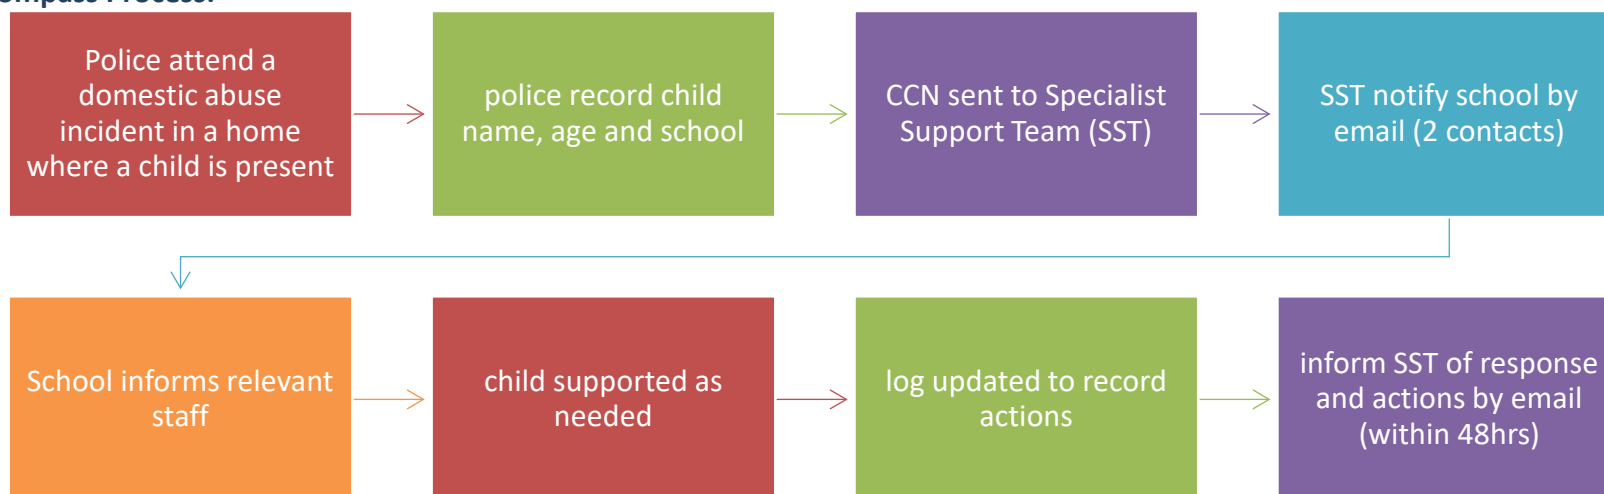 Process:
Police attend a
domestic abuse
incident in a home
where a child is present
police record child
name, age and school
CCN sent to Specialist
Support Team (SST)
SST notify school by
email (2 contacts)
School informs relevant
staff
child supported as
needed
log updated to record
actions
inform SST of response
and actions by email
(within 48hrs)